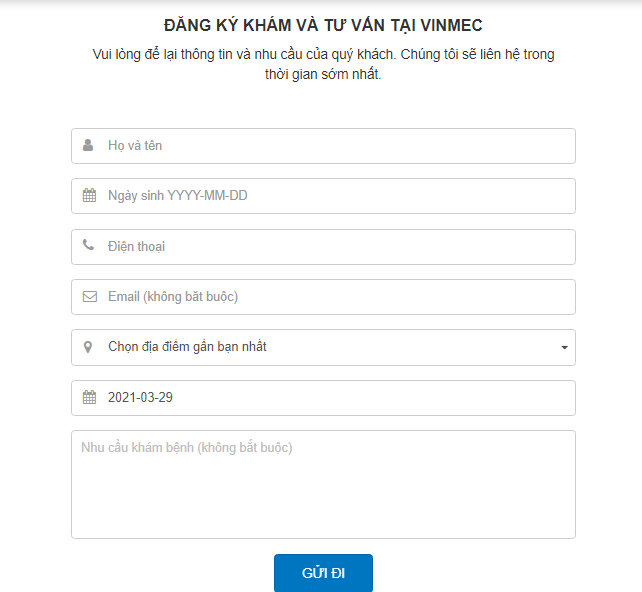 ĐĂNG KÝ KHÁM VÀ TƯ VẤN TẠI VINMEC
Vui lòng để lại thông tin và nhu cầu của quý khách. Chúng tôi sẽ liên hệ trong
thời gian sớm nhất.
Họ và tên
Ngày sinh YYYY-MM-DD
Điện thoại
Email (không bắt buộc)
Chọn địa điểm gần bạn nhất
2021-03-29
Nhu cầu khám bệnh (không bắt buộc)
GỬI ĐI